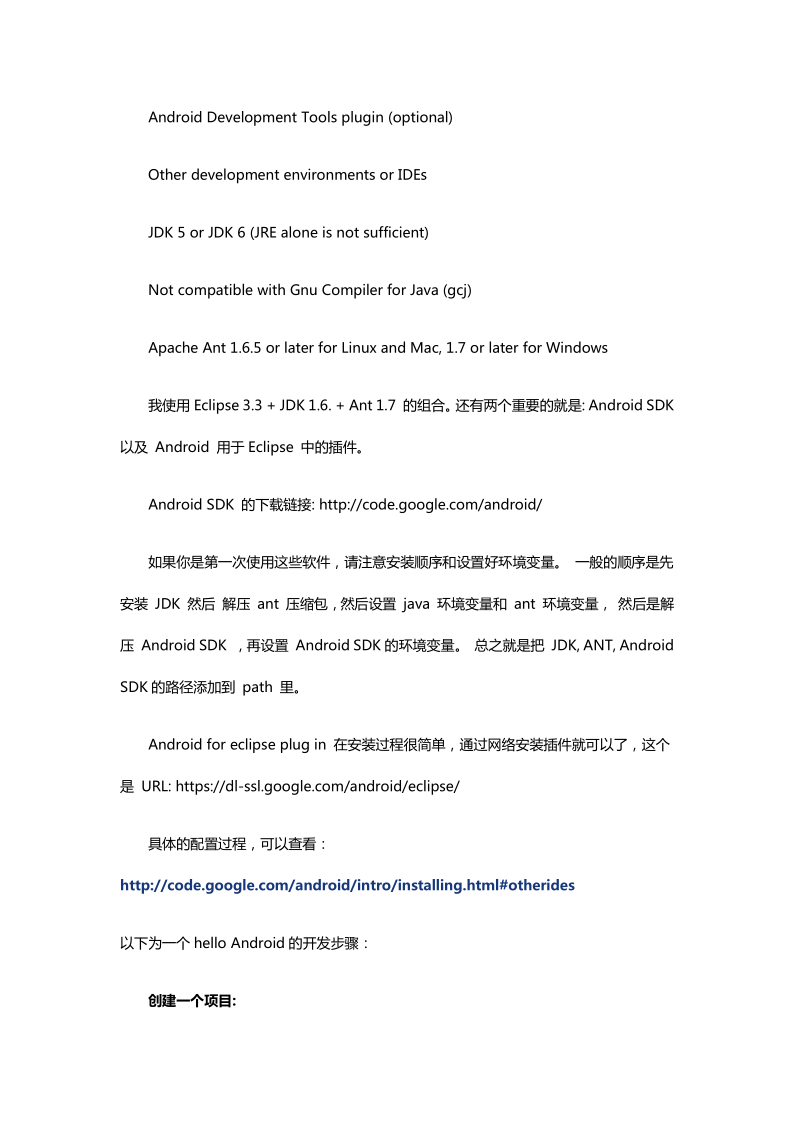 Android Development Tools plugin (optional)
Other development environments or IDEs
JDK 5 or JDK 6 (JRE alone is not sufficient)
Not compatible with Gnu Compiler for Java (gcj)
Apache Ant 1.6.5 or later for Linux and Mac, 1.7 or later for Windows
我使用 Eclipse 3.3 + JDK 1.6. + Ant 1.7 的组合。还有两个重要的就是: Android SDK
以及 Android 用于 Eclipse 中的插件。
Android SDK 的下载链接: http://code.google.com/android/
如果你是第一次使用这些软件，请注意安装顺序和设置好环境变量。 一般的顺序是先
安装 JDK 然后 解压 ant 压缩包，然后设置 java 环境变量和 ant 环境变量， 然后是解
压 Android SDK ，再设置 Android SDK 的环境变量。 总之就是把 JDK, ANT, Android
SDK 的路径添加到 path 里。
Android for eclipse plug in 在安装过程很简单，通过网络安装插件就可以了，这个
是 URL: https://dl-ssl.google.com/android/eclipse/
具体的配置过程，可以查看：
http://code.google.com/android/intro/installing.html#otherides
以下为一个 hello Android 的开发步骤：
创建一个项目: